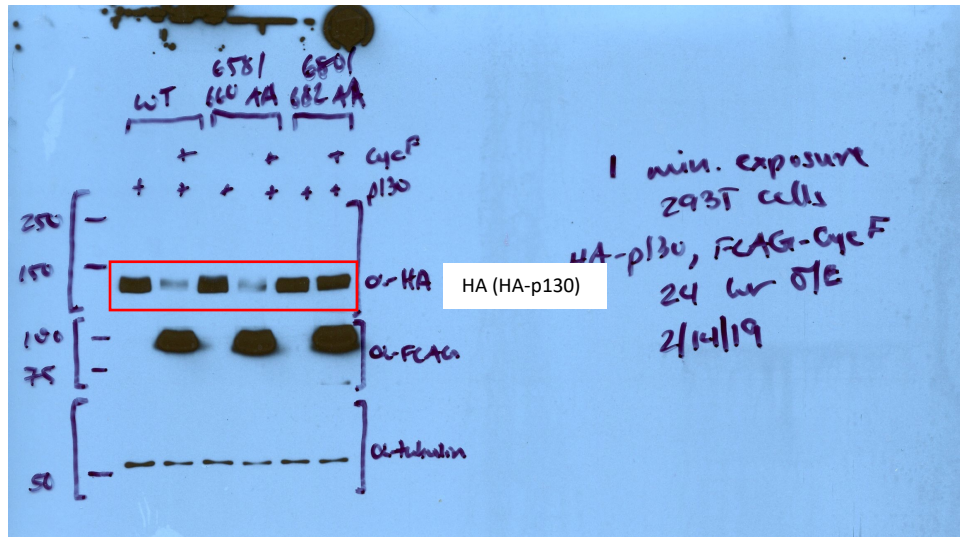 WT 658/ 660 AA 680/ 682 AA
+ + + CycF
+ + + + + + p130
250
150
α-HA
HA (HA-p130)
100
75
α-FLAG
α-tubulin
50
1 min. exposure
293T cells
HA-p130, FLAG-CycF
24 hr O/E
2/14/19